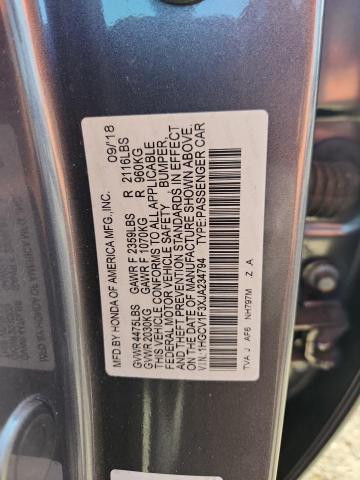 MFD.BY HONDA OF AMERICA MFG.,INC. 09/'18
GVWR 4475LBS GAWR F 2359LBS R 2116LBS
GVWR 2030KG GAWR F 1070KG R 960KG
THIS VEHICLE CONFORMS TO ALL APPLICABLE
FEDERAL MOTOR VEHICLE SAFETY, BUMPER,
AND THEFT PREVENTION STANDARDS IN EFFECT
ON THE DATE OF MANUFACTURE SHOWN ABOVE.
VIN: 1HGCV1F3XJA234794 TYPE:PASSENGER CAR
TVA J AF6 NH797M Z A